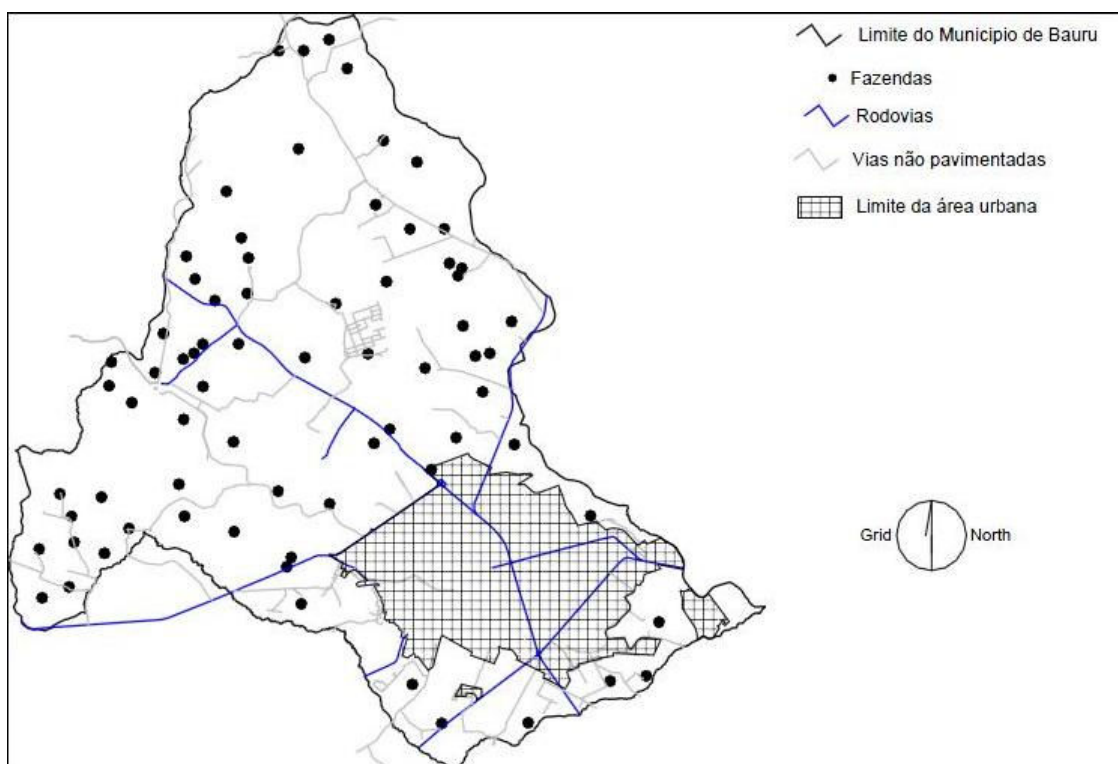 Limite do Municipio de Bauru
Fazendas
Rodovias
Vias não pavimentadas
Limite da área urbana
Grid North